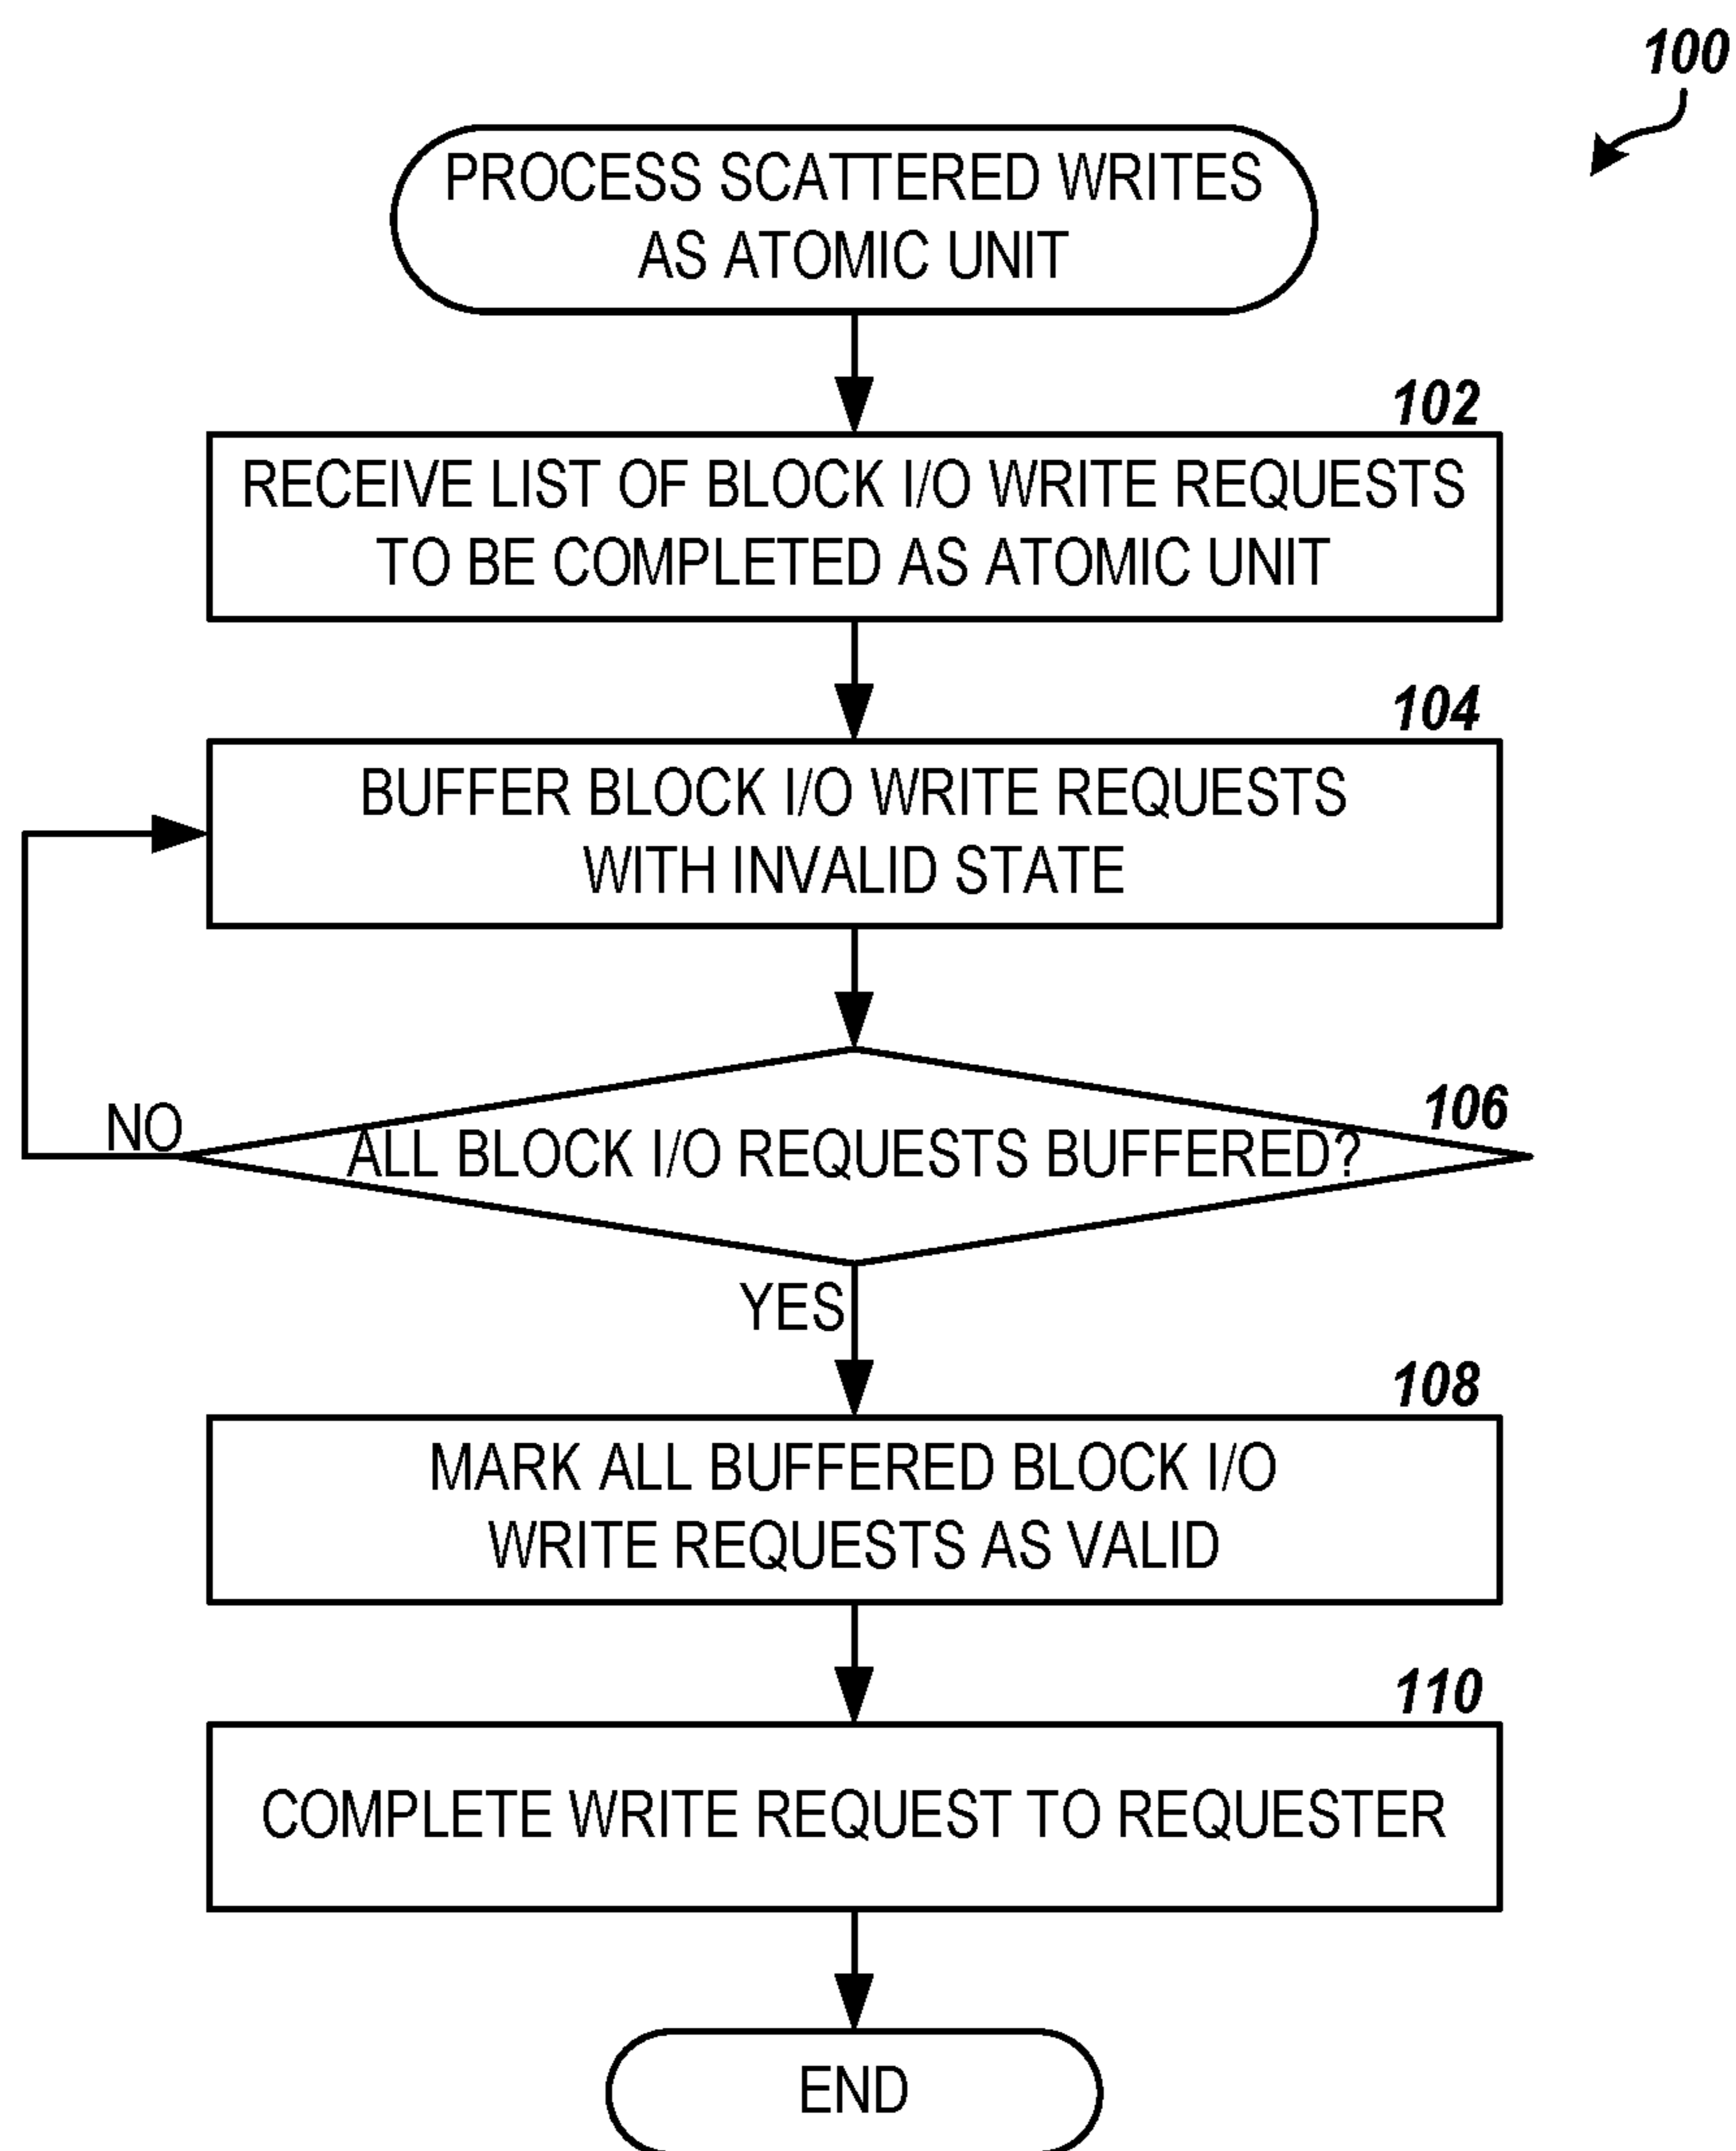 100
PROCESS SCATTERED WRITES
AS ATOMIC UNIT
102
RECEIVE LIST OF BLOCK I/O WRITE REQUESTS
TO BE COMPLETED AS ATOMIC UNIT
104
BUFFER BLOCK I/O WRITE REQUESTS
WITH INVALID STATE
106
NO
ALL BLOCK I/O REQUESTS BUFFERED?
YES
108
MARK ALL BUFFERED BLOCK I/O
WRITE REQUESTS AS VALID
110
COMPLETE WRITE REQUEST TO REQUESTER
END